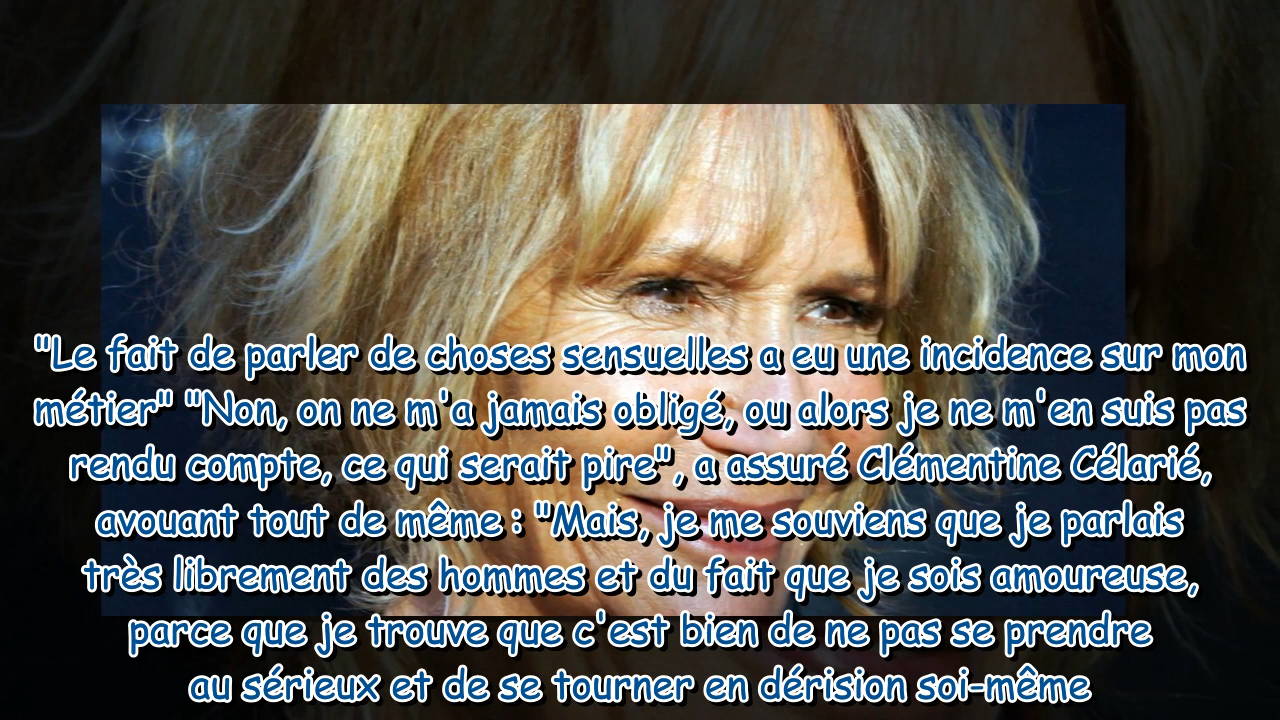 "Le fait de parler de choses sensuelles a eu une incidence sur mon
métier" "Non, on ne m'a jamais obligé, ou alors je ne m'en suis pas
rendu compte, ce qui serait pire", a assuré Clémentine Célarié,
avouant tout de même : "Mais, je me souviens que je parlais
très librement des hommes et du fait que je sois amoureuse,
parce que je trouve que c'est bien de ne pas se prendre
au sérieux et de se tourner en dérision soi-même